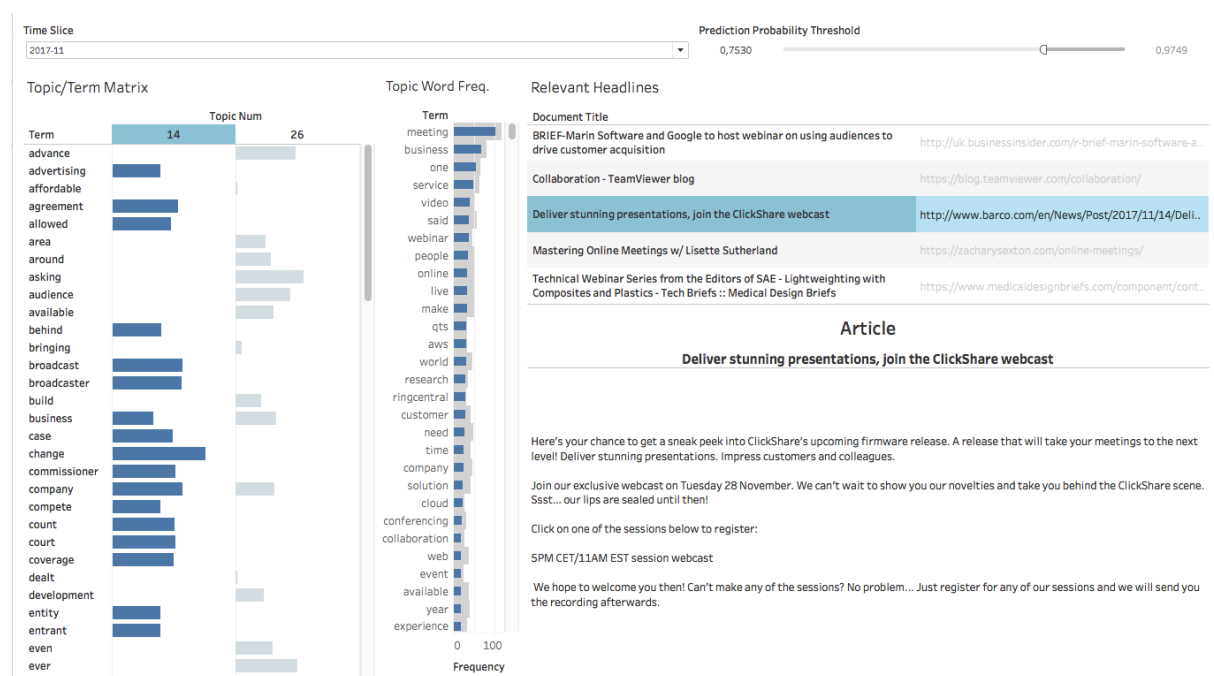 Time Slice
2017-11
Prediction Probability Threshold
0,7530
0,9749
Topic/Term Matrix
Topic Num
Term
14
26
advance
advertising
affordable
agreement
allowed
area
around
asking
audience
available
behind
bringing
broadcast
broadcaster
build
business
case
change
commissioner
company
compete
count
court
coverage
dealt
development
entity
entrant
even
ever
Topic Word Freq.
Term
meeting
business
one
service
video
said
webinar
people
online
live
make
qts
aws
world
research
ringcentral
customer
need
time
company
solution
cloud
conferencing
collaboration
web
event
available
year
experience
0
100
Frequency
Relevant Headlines
Document Title
BRIEF-Marin Software and Google to host webinar on using audiences to
drive customer acquisition
http://uk.businessinsider.com/r-brief-marin-software-a..
Collaboration - TeamViewer blog
https://blog.teamviewer.com/collaboration/
Deliver stunning presentations, join the ClickShare webcast
http://www.barco.com/en/News/Post/2017/11/14/Deli..
Mastering Online Meetings w/ Lisette Sutherland
https://zacharysexton.com/online-meetings/
Technical Webinar Series from the Editors of SAE - Lightweighting with
Composites and Plastics - Tech Briefs :: Medical Design Briefs
https://www.medicaldesignbriefs.com/component/cont..
Article
Deliver stunning presentations, join the ClickShare webcast
Here's your chance to get a sneak peek into ClickShare's upcoming firmware release. A release that will take your meetings to the next
level! Deliver stunning presentations. Impress customers and colleagues.
Join our exclusive webcast on Tuesday 28 November. We can't wait to show you our novelties and take you behind the ClickShare scene.
Ssst... our lips are sealed until then!
Click on one of the sessions below to register:
5PM CET/11AM EST session webcast
We hope to welcome you then! Can't make any of the sessions? No problem... Just register for any of our sessions and we will send you
the recording afterwards.